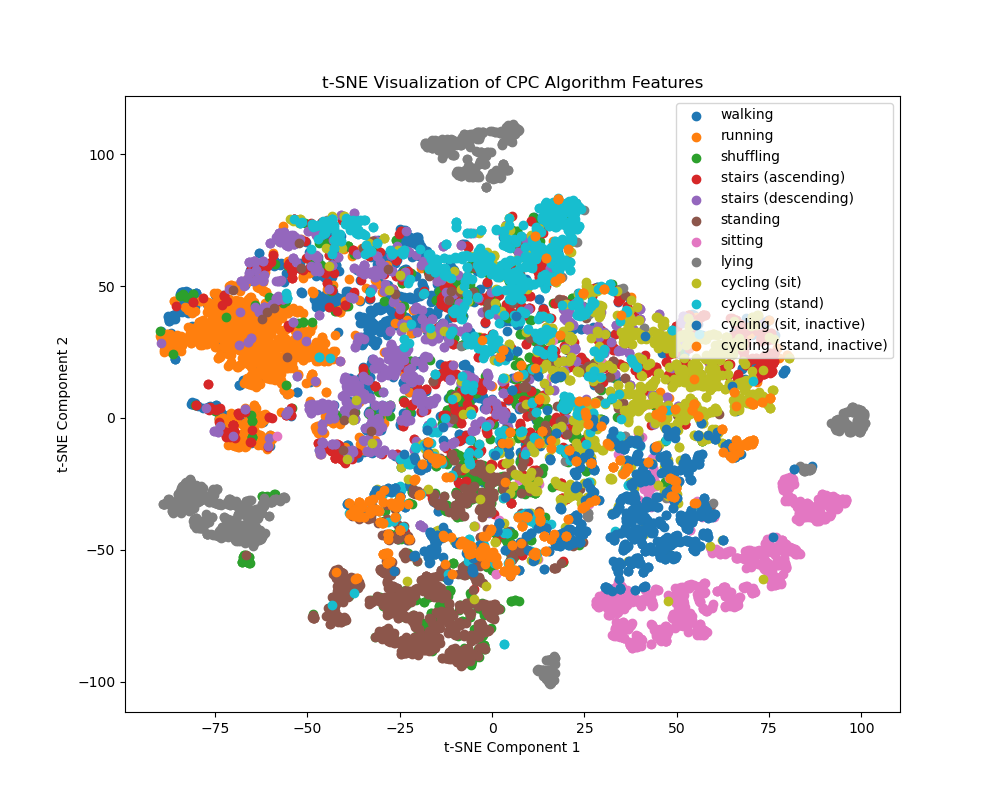 t-SNE Visualization of CPC Algorithm Features
walking
running
shuffling
stairs (ascending)
stairs (descending)
standing
sitting
lying
cycling (sit)
cycling (stand)
cycling (sit, inactive)
cycling (stand, inactive)
100
50
0
−50
−100
t-SNE Component 2
−75
−50
−25
0
25
50
75
100
t-SNE Component 1